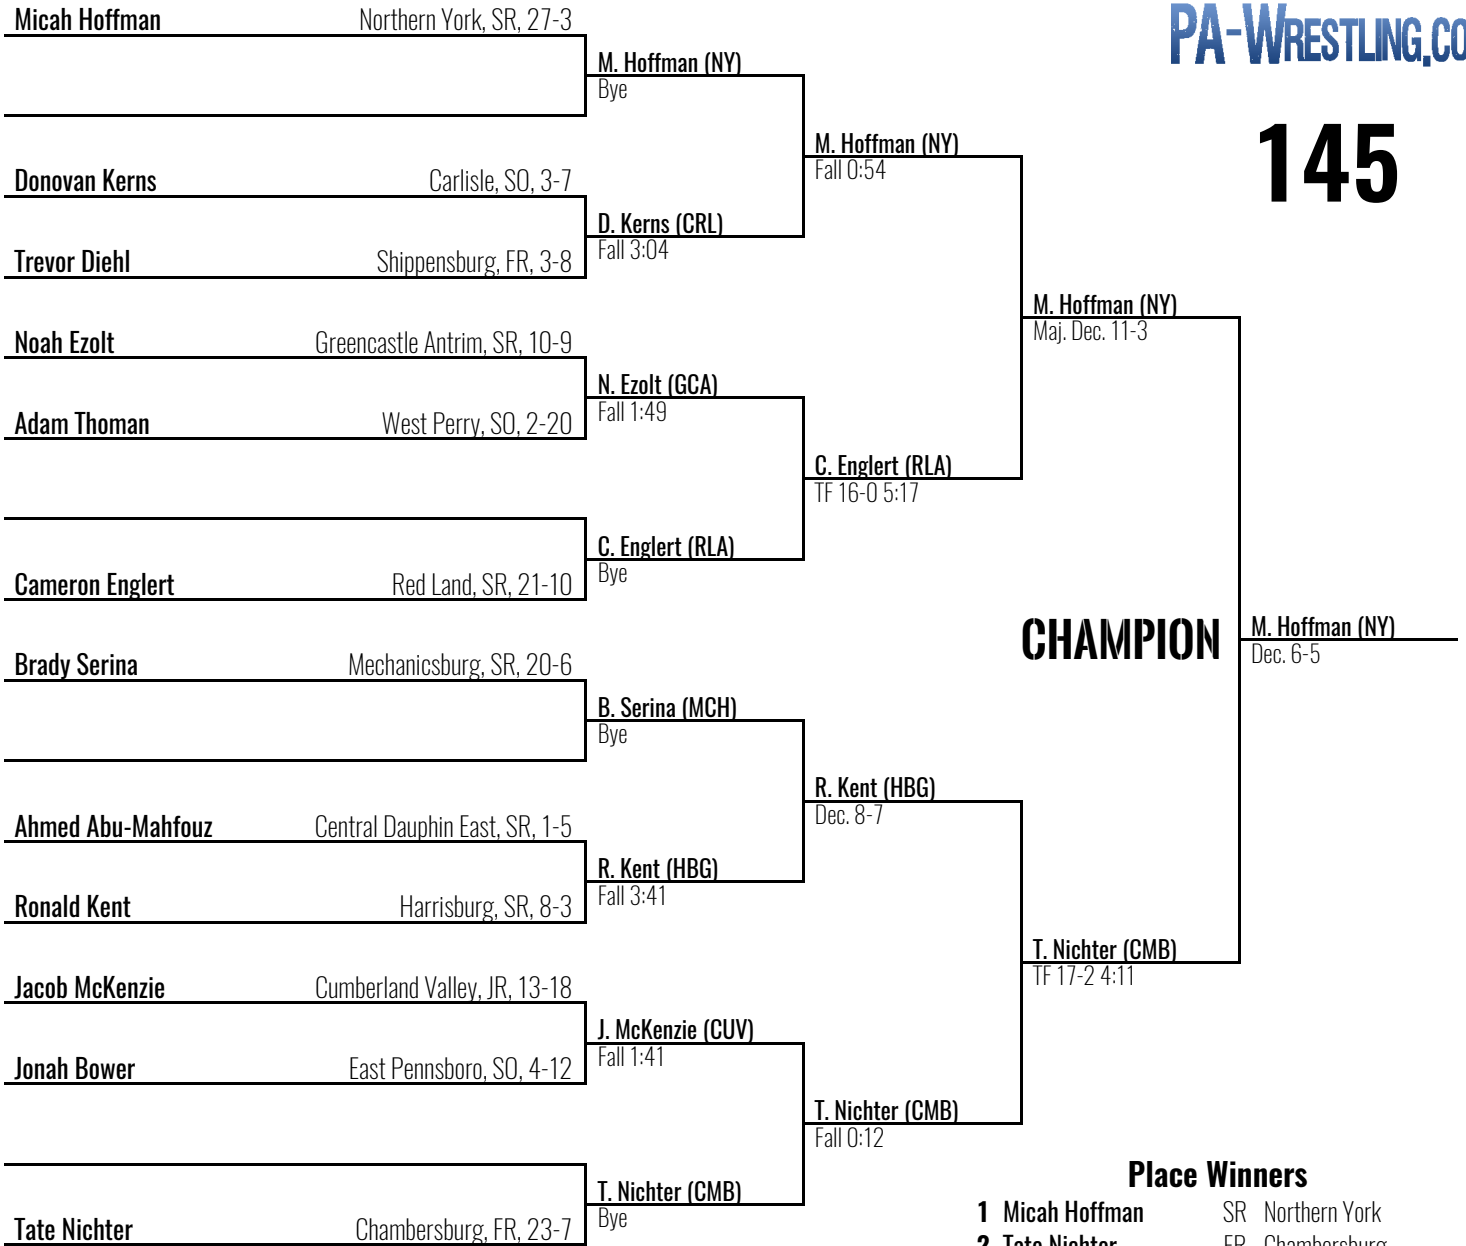 PA-WRESTLING.CO
145
Micah Hoffman Northern York, SR, 27-3
M. Hoffman (NY)
Bye
M. Hoffman (NY)
Fall 0:54
Donovan Kerns Carlisle, SO, 3-7
D. Kerns (CRL)
Fall 3:04
Trevor Diehl Shippensburg, FR, 3-8
M. Hoffman (NY)
Maj. Dec. 11-3
Noah Ezolt Greencastle Antrim, SR, 10-9
N. Ezolt (GCA)
Fall 1:49
Adam Thoman West Perry, SO, 2-20
C. Englert (RLA)
TF 16-0 5:17
C. Englert (RLA)
Bye
Cameron Englert Red Land, SR, 21-10
CHAMPION
M. Hoffman (NY)
Dec. 6-5
Brady Serina Mechanicsburg, SR, 20-6
B. Serina (MCH)
Bye
R. Kent (HBG)
Dec. 8-7
Ahmed Abu-Mahfouz Central Dauphin East, SR, 1-5
R. Kent (HBG)
Fall 3:41
Ronald Kent Harrisburg, SR, 8-3
T. Nichter (CMB)
TF 17-2 4:11
Jacob McKenzie Cumberland Valley, JR, 13-18
J. McKenzie (CUV)
Fall 1:41
Jonah Bower East Pennsboro, SO, 4-12
T. Nichter (CMB)
Fall 0:12
T. Nichter (CMB)
Bye
Tate Nichter Chambersburg, FR, 23-7
Place Winners
1 Micah Hoffman SR Northern York
2 Tate Nichter FR Chambersburg